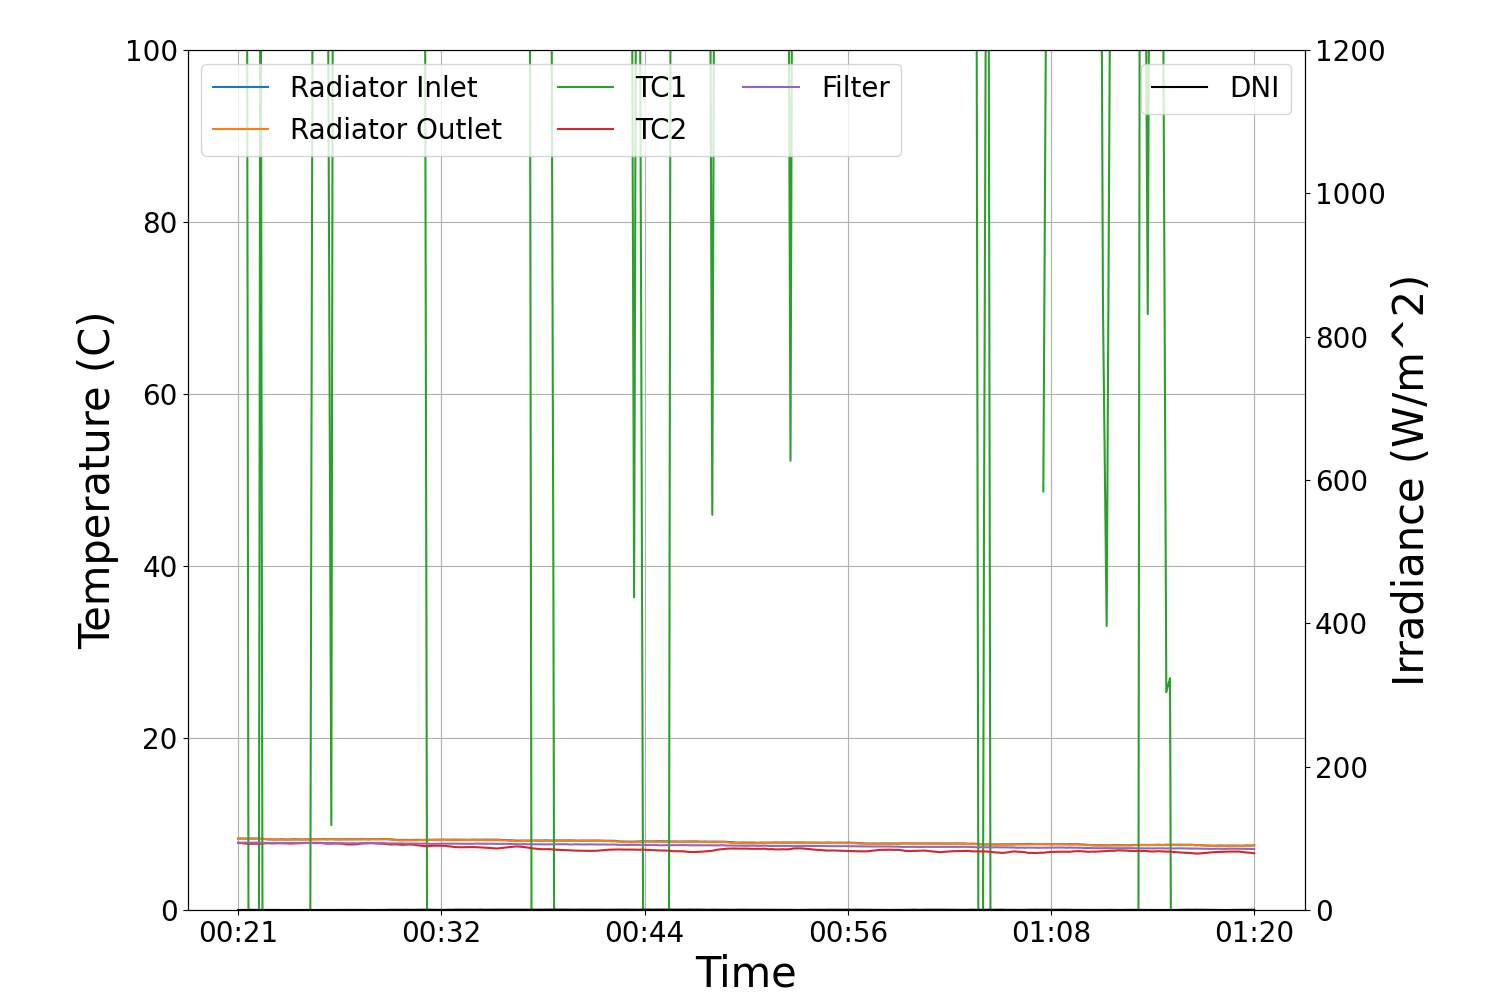 100
80
60
40
20
0
Temperature (C)
Radiator Inlet
Radiator Outlet
TC1
TC2
Filter
DNI
1200
1000
800
600
400
200
0
Irradiance (W/m^2)
00:21 00:32 00:44 00:56 01:08 01:20
Time